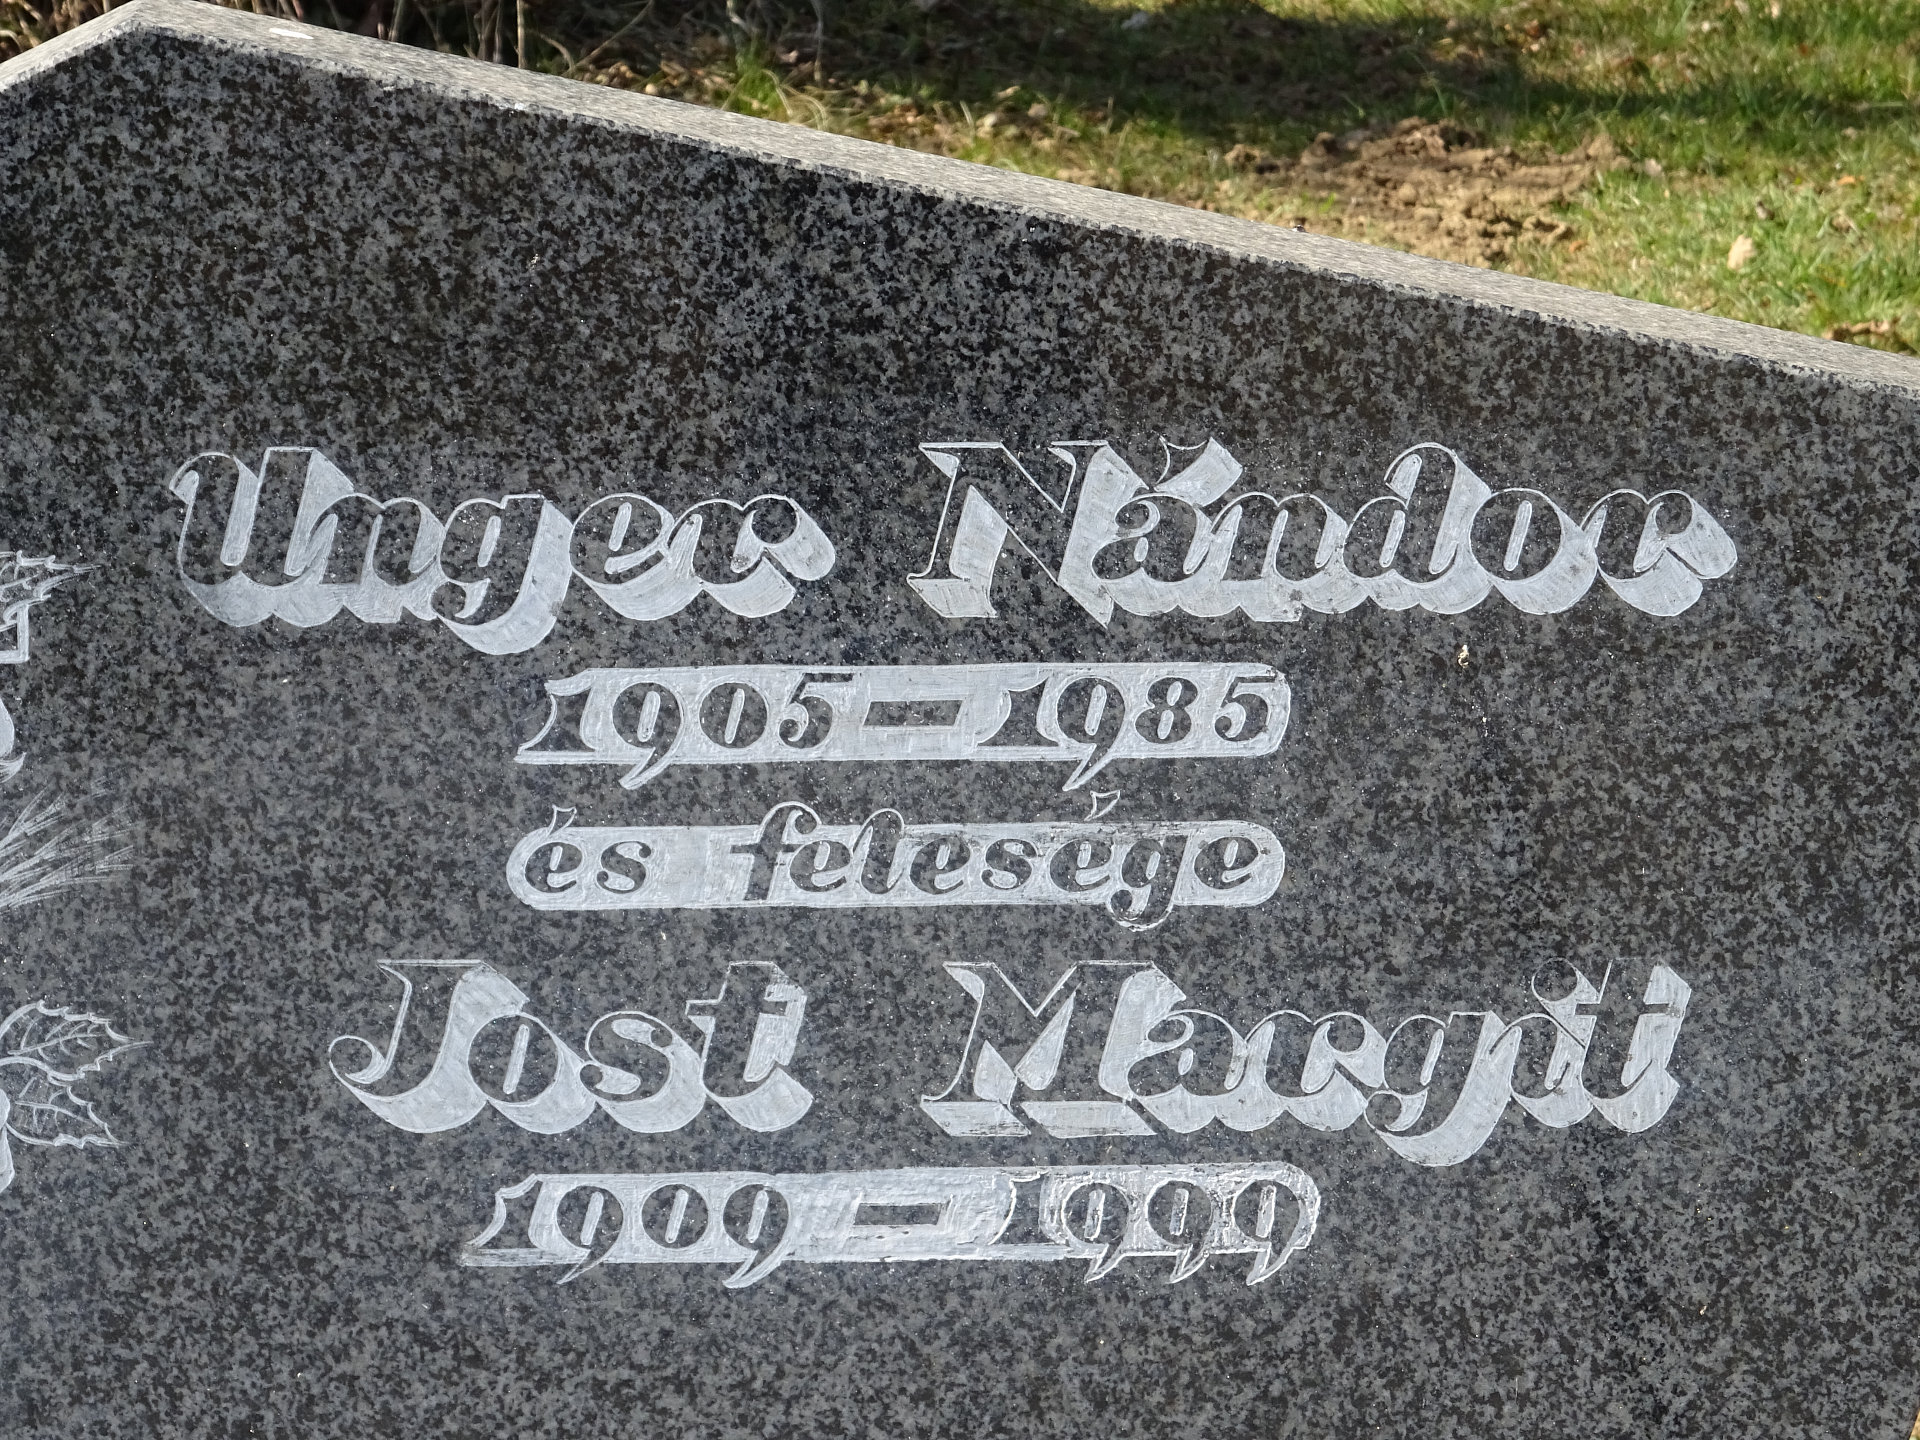 Unger Nándor
1905-1985
és felesége
Jost Margit
1909-1999